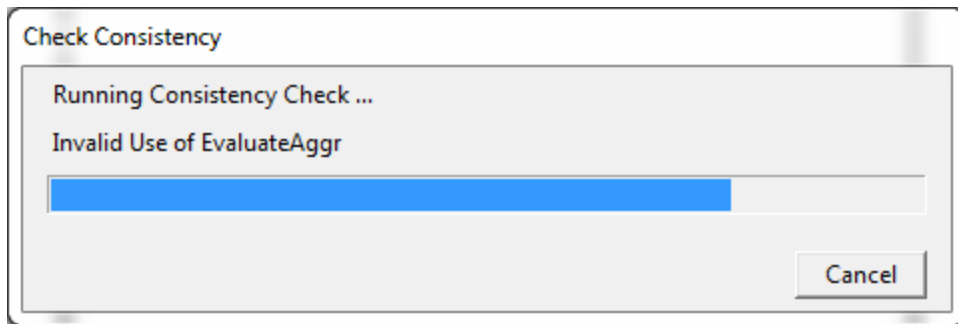 Check Consistency
Running Consistency Check ...
Invalid Use of EvaluateAggr
Cancel